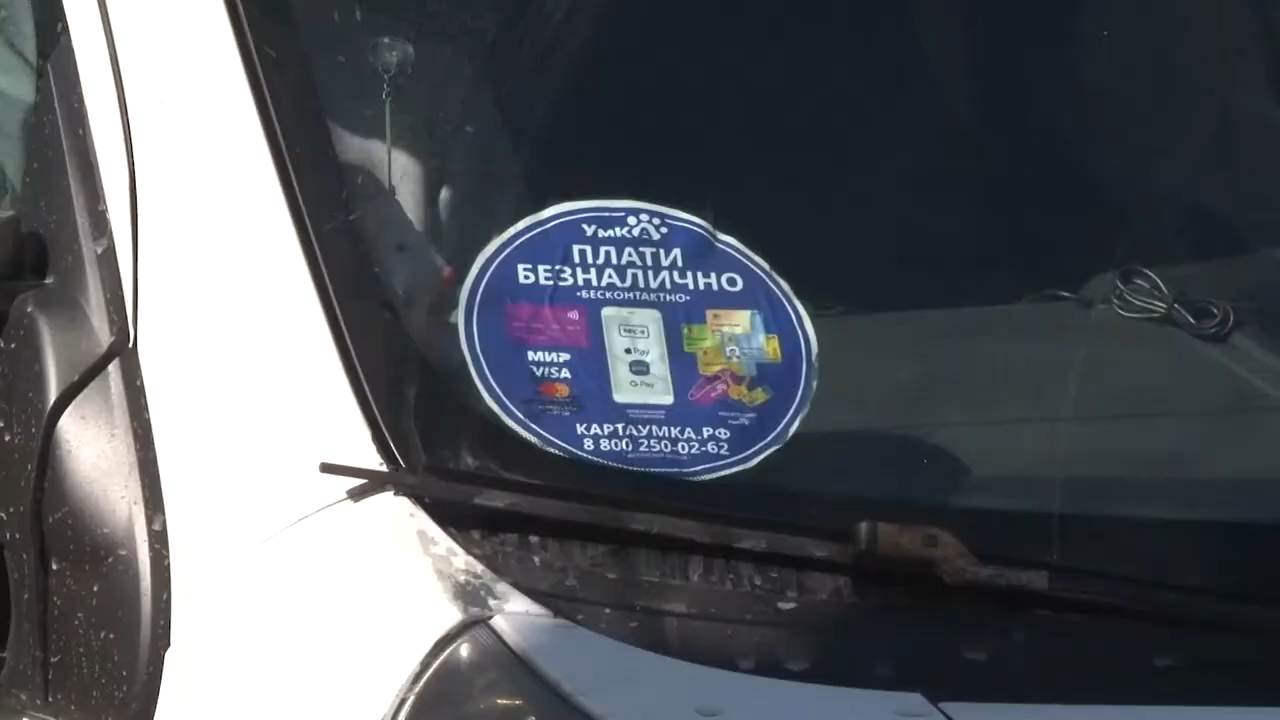 УМКА
ПЛАТИ
БЕЗНАЛИЧНО
•БЕСКОНТАКТНО•
МИР
VISA
Pay
G Pay
КАРТАУМКА.РФ
8 800 250-02-62